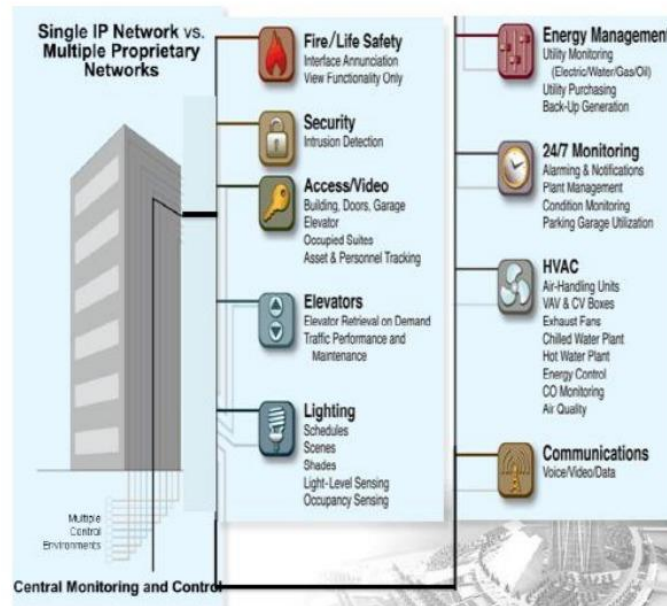 Single IP Network vs.
Multiple Proprietary
Networks
Multiple
Control
Environments
Central Monitoring and Control
Fire/Life Safety
Interface Annunciation
View Functionality Only
Security
Intrusion Detection
Access/Video
Building, Doors, Garage
Elevator
Occupied Suites
Asset & Personnel Tracking
Elevators
Elevator Retrieval on Demand
Traffic Performance and
Maintenance
Lighting
Schedules
Scenes
Shades
Light-Level Sensing
Occupancy Sensing
Energy Management
Utility Monitoring
(Electric/Water/Gas/Oil)
Utility Purchasing
Back-Up Generation
24/7 Monitoring
Alarming & Notifications
Plant Management
Condition Monitoring
Parking Garage Utilization
HVAC
Air-Handling Units
VAV & CV Boxes
Exhaust Fans
Chilled Water Plant
Hot Water Plant
Energy Control
CO Monitoring
Air Quality
Communications
Voice/Video/Data